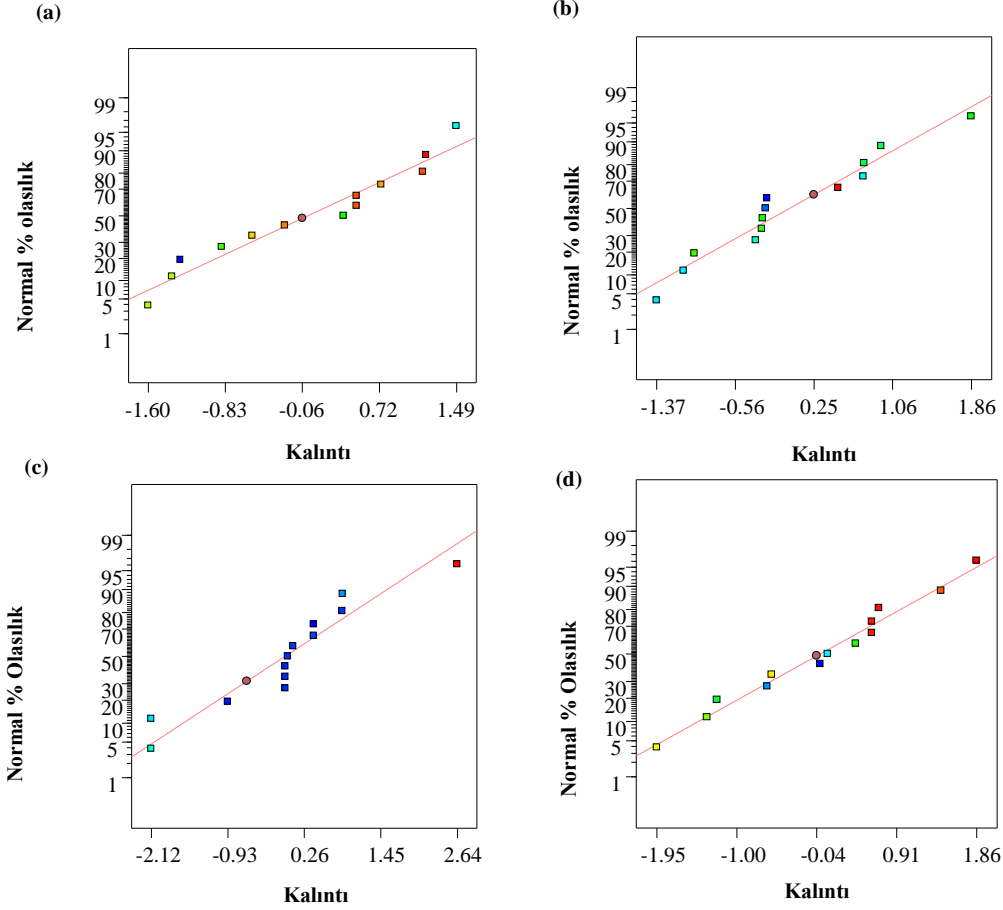 (a)
Normal % olasılık
99
95
90
80
70
50
30
20
10
5
1
-1.60 -0.83 -0.06 0.72 1.49
Kalıntı
(b)
Normal % olasılık
99
95
90
80
70
50
30
20
10
5
1
-1.37 -0.56 0.25 1.06 1.86
Kalıntı
(c)
Normal % Olasılık
99
95
90
80
70
50
30
20
10
5
1
-2.12 -0.93 0.26 1.45 2.64
Kalıntı
(d)
Normal % Olasılık
99
95
90
80
70
50
30
20
10
5
1
-1.95 -1.00 -0.04 0.91 1.86
Kalıntı